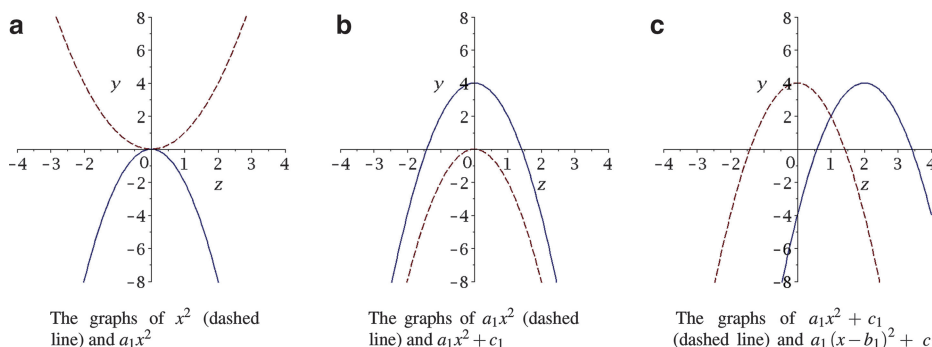 a
8
6
y 4
2
-4 -3 -2 -1 0 1 2 3 4
z
-2
-4
-6
-8
The graphs of x² (dashed
line) and a₁x²
b
8
6
y 4
2
-4 -3 -2 -1 0 1 2 3 4
z
-2
-4
-6
-8
The graphs of a₁x² (dashed
line) and a₁x² + c₁
c
8
6
y 4
2
-4 -3 -2 -1 0 1 2 3 4
z
-2
-4
-6
-8
The graphs of a₁x² + c₁
(dashed line) and a₁(x − b₁)² + c